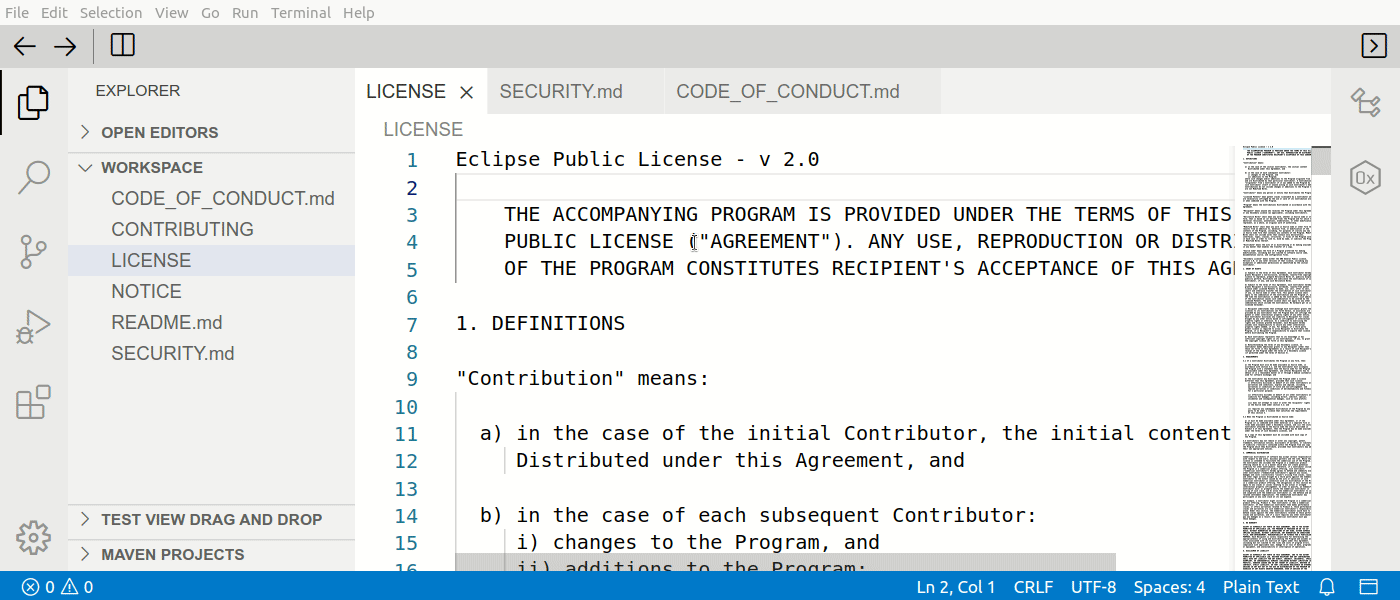 File Edit Selection View Go Run Terminal Help
EXPLORER
OPEN EDITORS
WORKSPACE
CODE_OF_CONDUCT.md
CONTRIBUTING
LICENSE
NOTICE
README.md
SECURITY.md
TEST VIEW DRAG AND DROP
MAVEN PROJECTS
LICENSE SECURITY.md CODE_OF_CONDUCT.md
LICENSE
1 Eclipse Public License - v 2.0
2
3 THE ACCOMPANYING PROGRAM IS PROVIDED UNDER THE TERMS OF THIS
4 PUBLIC LICENSE ("AGREEMENT"). ANY USE, REPRODUCTION OR DISTR
5 OF THE PROGRAM CONSTITUTES RECIPIENT'S ACCEPTANCE OF THIS AG
6
7 1. DEFINITIONS
8
9 "Contribution" means:
10
11 a) in the case of the initial Contributor, the initial content
12 Distributed under this Agreement, and
13
14 b) in the case of each subsequent Contributor:
15 i) changes to the Program, and
16 ii) additions to the Program;
0x
0 0
Ln 2, Col 1 CRLF UTF-8 Spaces: 4 Plain Text